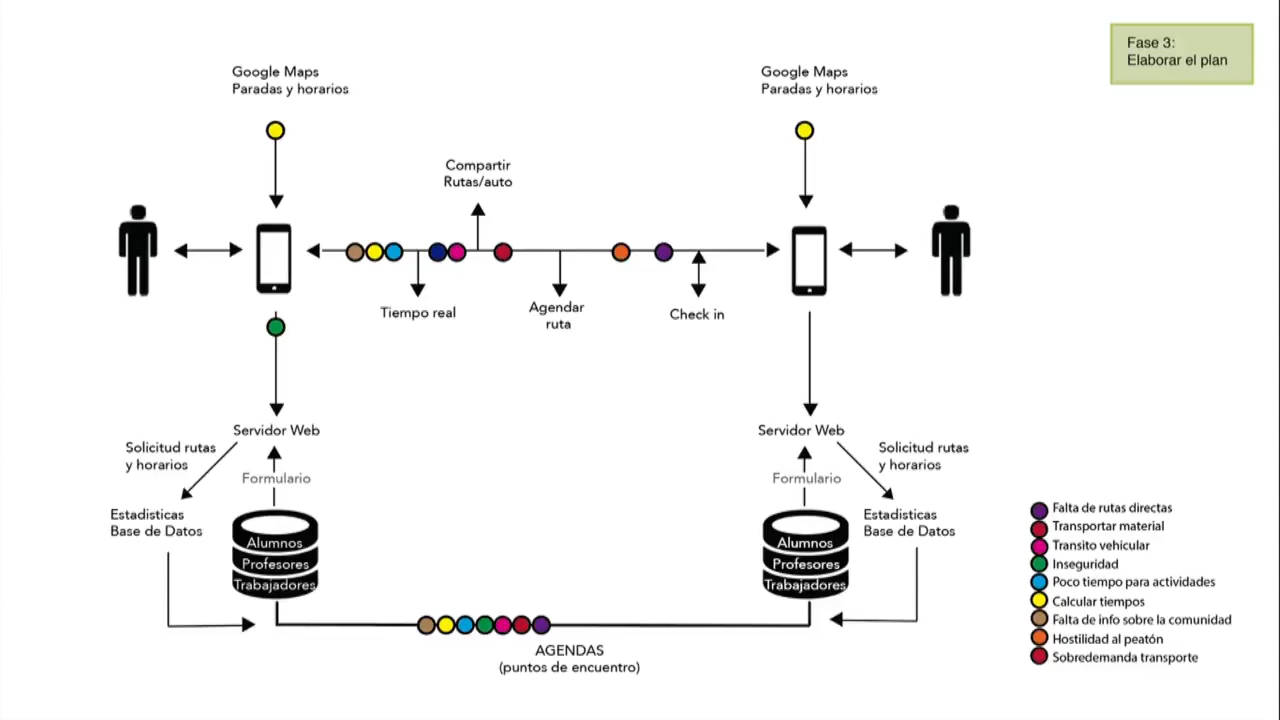 Fase 3:
Elaborar el plan
Google Maps
Paradas y horarios
Google Maps
Paradas y horarios
Compartir
Rutas/auto
Tiempo real
Agendar
ruta
Check in
Servidor Web
Servidor Web
Solicitud rutas
y horarios
Solicitud rutas
y horarios
Formulario
Formulario
Estadisticas
Base de Datos
Estadisticas
Base de Datos
Alumnos
Profesores
Trabajadores
Alumnos
Profesores
Trabajadores
AGENDAS
(puntos de encuentro)
Falta de rutas directas
Transportar material
Transito vehicular
Inseguridad
Poco tiempo para actividades
Calcular tiempos
Falta de info sobre la comunidad
Hostilidad al peatón
Sobredemanda transporte